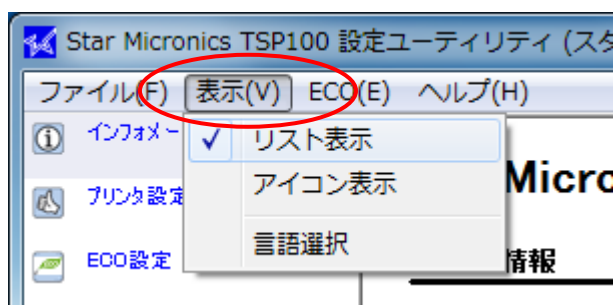 Star Micronics TSP100 設定ユーティリティ (スタ
ファイル(F) 表示(V) ECO(E) ヘルプ(H)
インフォメー
リスト表示
Micro
プリンタ設定
アイコン表示
ECO設定
言語選択
情報